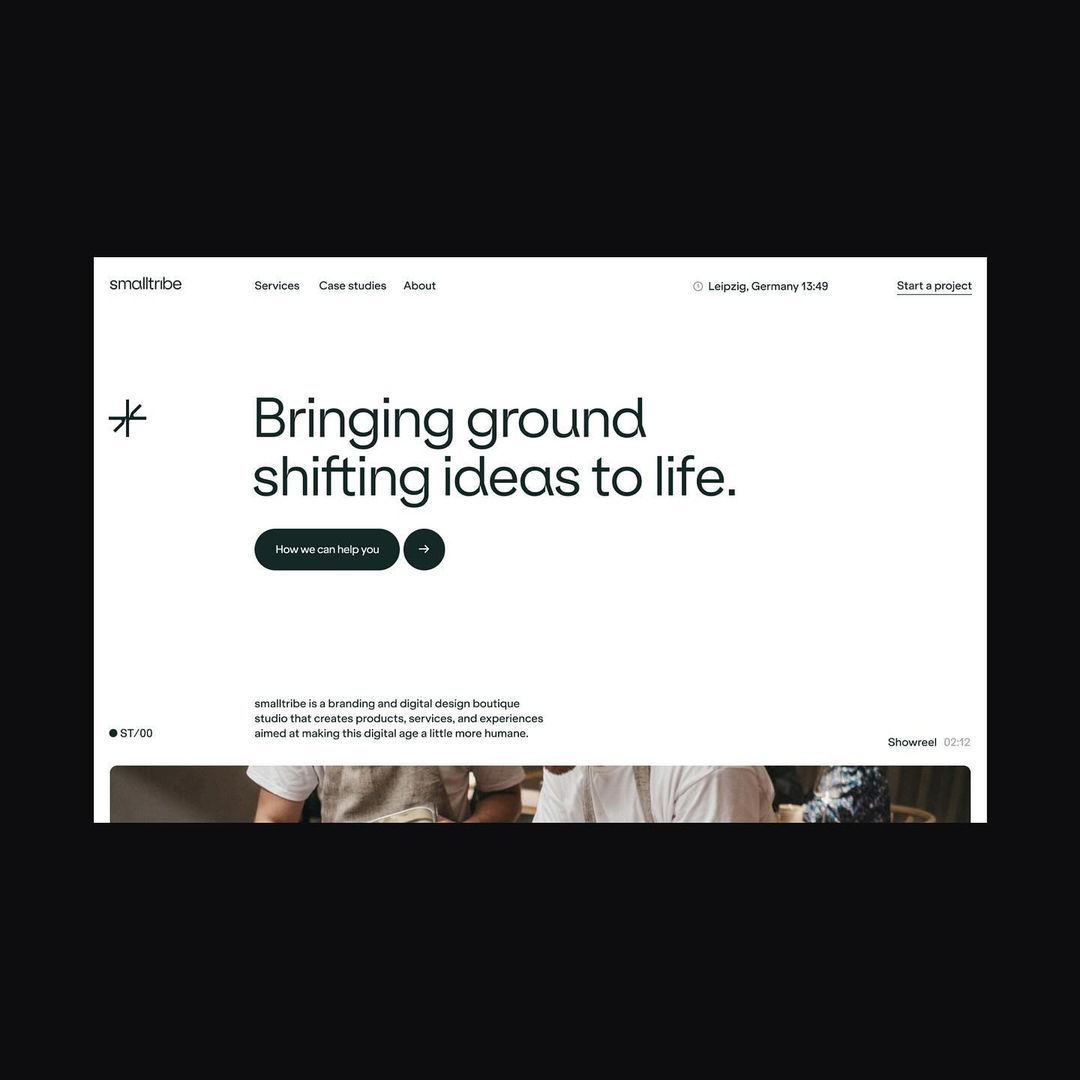 smalltribe
Services
Case studies
About
Leipzig, Germany 13:49
Start a project
Bringing ground
shifting ideas to life.
How we can help you
smalltribe is a branding and digital design boutique
studio that creates products, services, and experiences
aimed at making this digital age a little more humane.
ST/00
Showreel 02:12